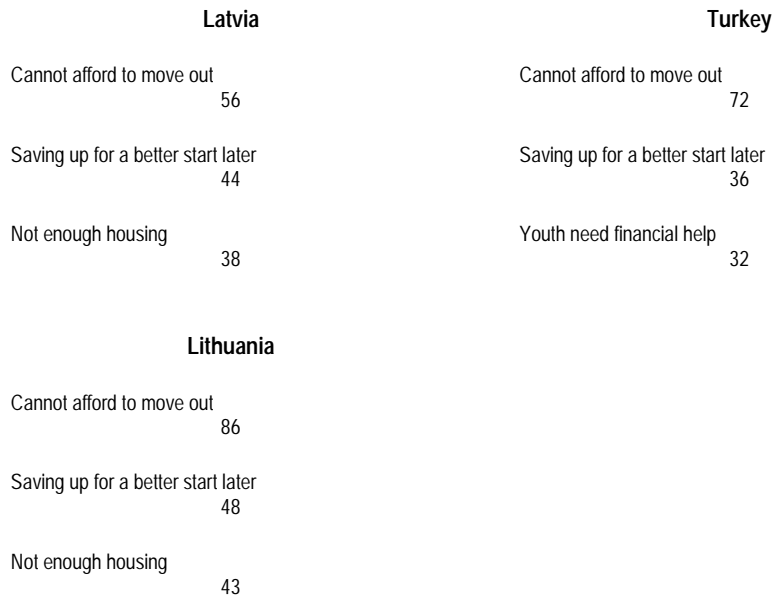 Latvia
Cannot afford to move out
56
Saving up for a better start later
44
Not enough housing
38
Turkey
Cannot afford to move out
72
Saving up for a better start later
36
Youth need financial help
32
Lithuania
Cannot afford to move out
86
Saving up for a better start later
48
Not enough housing
43